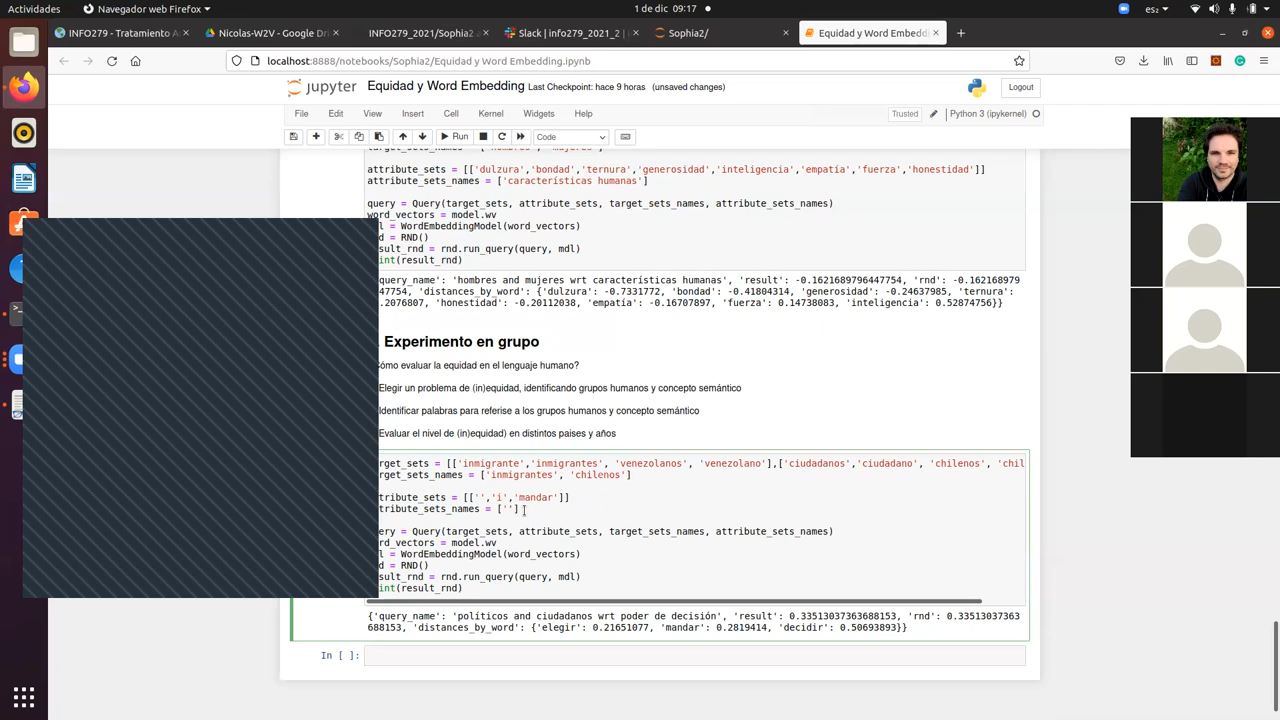 Actividades
Navegador web Firefox
1 de dic 09:17
es₂
INFO279 - Tratamiento A
Nicolas-W2V - Google Dri
INFO279_2021/Sophia2
Slack | info279_2021_2 |
Sophia2/
Equidad y Word Embedd
localhost:8888/notebooks/Sophia2/Equidad y Word Embedding.ipynb
jupyter Equidad y Word Embedding Last Checkpoint: hace 9 horas (unsaved changes)
Logout
File Edit View Insert Cell Kernel Widgets Help
Trusted
Python 3 (ipykernel)
Run
Code
attribute_sets = [['dulzura','bondad','ternura','generosidad','inteligencia','empatía','fuerza','honestidad']]
attribute_sets_names = ['características humanas']
query = Query(target_sets, attribute_sets, target_sets_names, attribute_sets_names)
word_vectors = model.wv
l = WordEmbeddingModel(word_vectors)
d = RND()
sult_rnd = rnd.run_query(query, mdl)
int(result_rnd)
query_name': 'hombres and mujeres wrt características humanas', 'result': -0.1621689796447754, 'rnd': -0.162168979
47754, 'distances_by_word': {'dulzura': -0.7331772, 'bondad': -0.41804314, 'generosidad': -0.24637985, 'ternura':
.2076807, 'honestidad': -0.20112038, 'empatía': -0.16707897, 'fuerza': 0.14738083, 'inteligencia': 0.52874756}}
. Experimento en grupo
ómo evaluar la equidad en el lenguaje humano?
Elegir un problema de (in)equidad, identificando grupos humanos y concepto semántico
Identificar palabras para referise a los grupos humanos y concepto semántico
Evaluar el nivel de (in)equidad) en distintos paises y años
rget_sets = [['inmigrante','inmigrantes', 'venezolanos', 'venezolano'],['ciudadanos','ciudadano', 'chilenos', 'chil
rget_sets_names = ['inmigrantes', 'chilenos']
tribute_sets = [['','i','mandar']]
tribute_sets_names = ['']
ery = Query(target_sets, attribute_sets, target_sets_names, attribute_sets_names)
rd_vectors = model.wv
l = WordEmbeddingModel(word_vectors)
d = RND()
sult_rnd = rnd.run_query(query, mdl)
int(result_rnd)
{'query_name': 'políticos and ciudadanos wrt poder de decisión', 'result': 0.33513037363688153, 'rnd': 0.33513037363
688153, 'distances_by_word': {'elegir': 0.21651077, 'mandar': 0.2819414, 'decidir': 0.50693893}}
In [ ]: